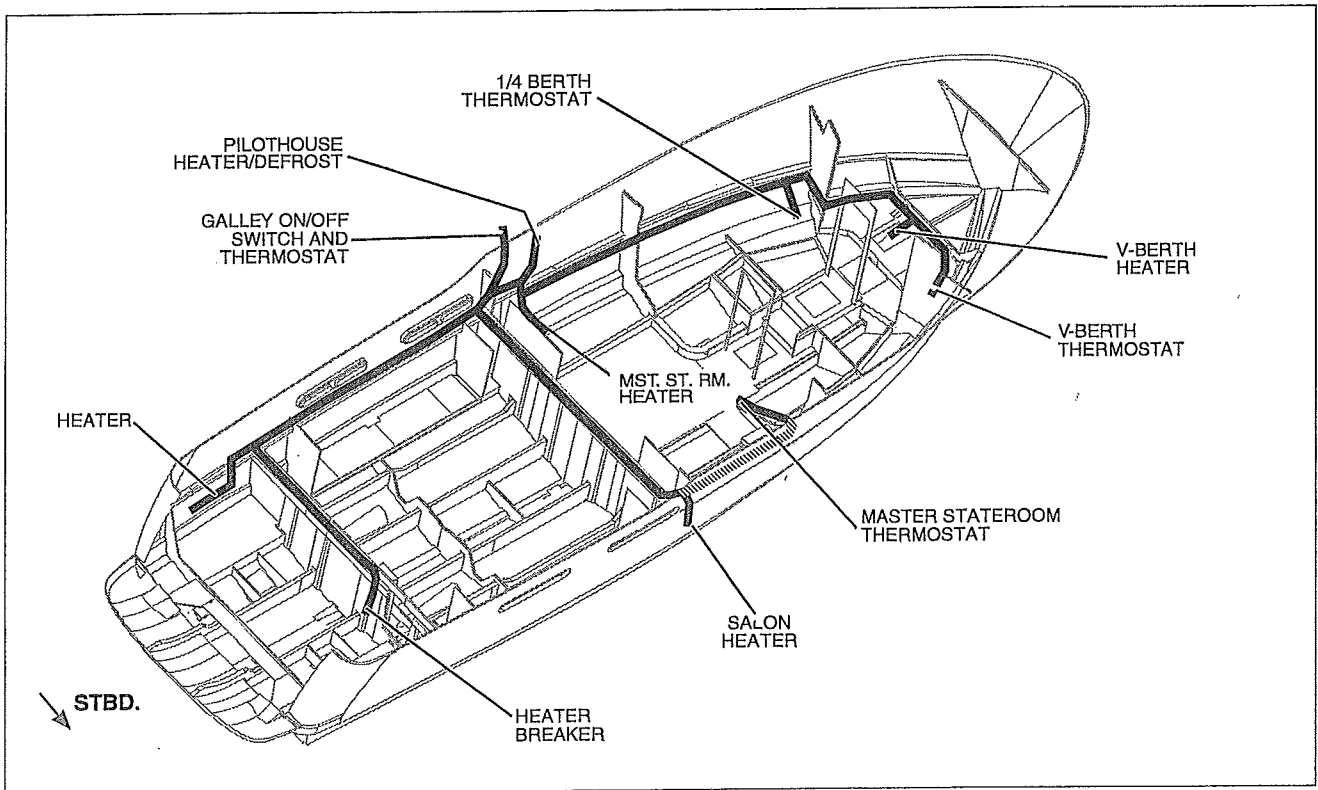 1/4 BERTH
THERMOSTAT
PILOTHOUSE
HEATER/DEFROST
GALLEY ON/OFF
SWITCH AND
THERMOSTAT
V-BERTH
HEATER
V-BERTH
THERMOSTAT
MST. ST. RM.
HEATER
HEATER
MASTER STATEROOM
THERMOSTAT
SALON
HEATER
STBD.
HEATER
BREAKER